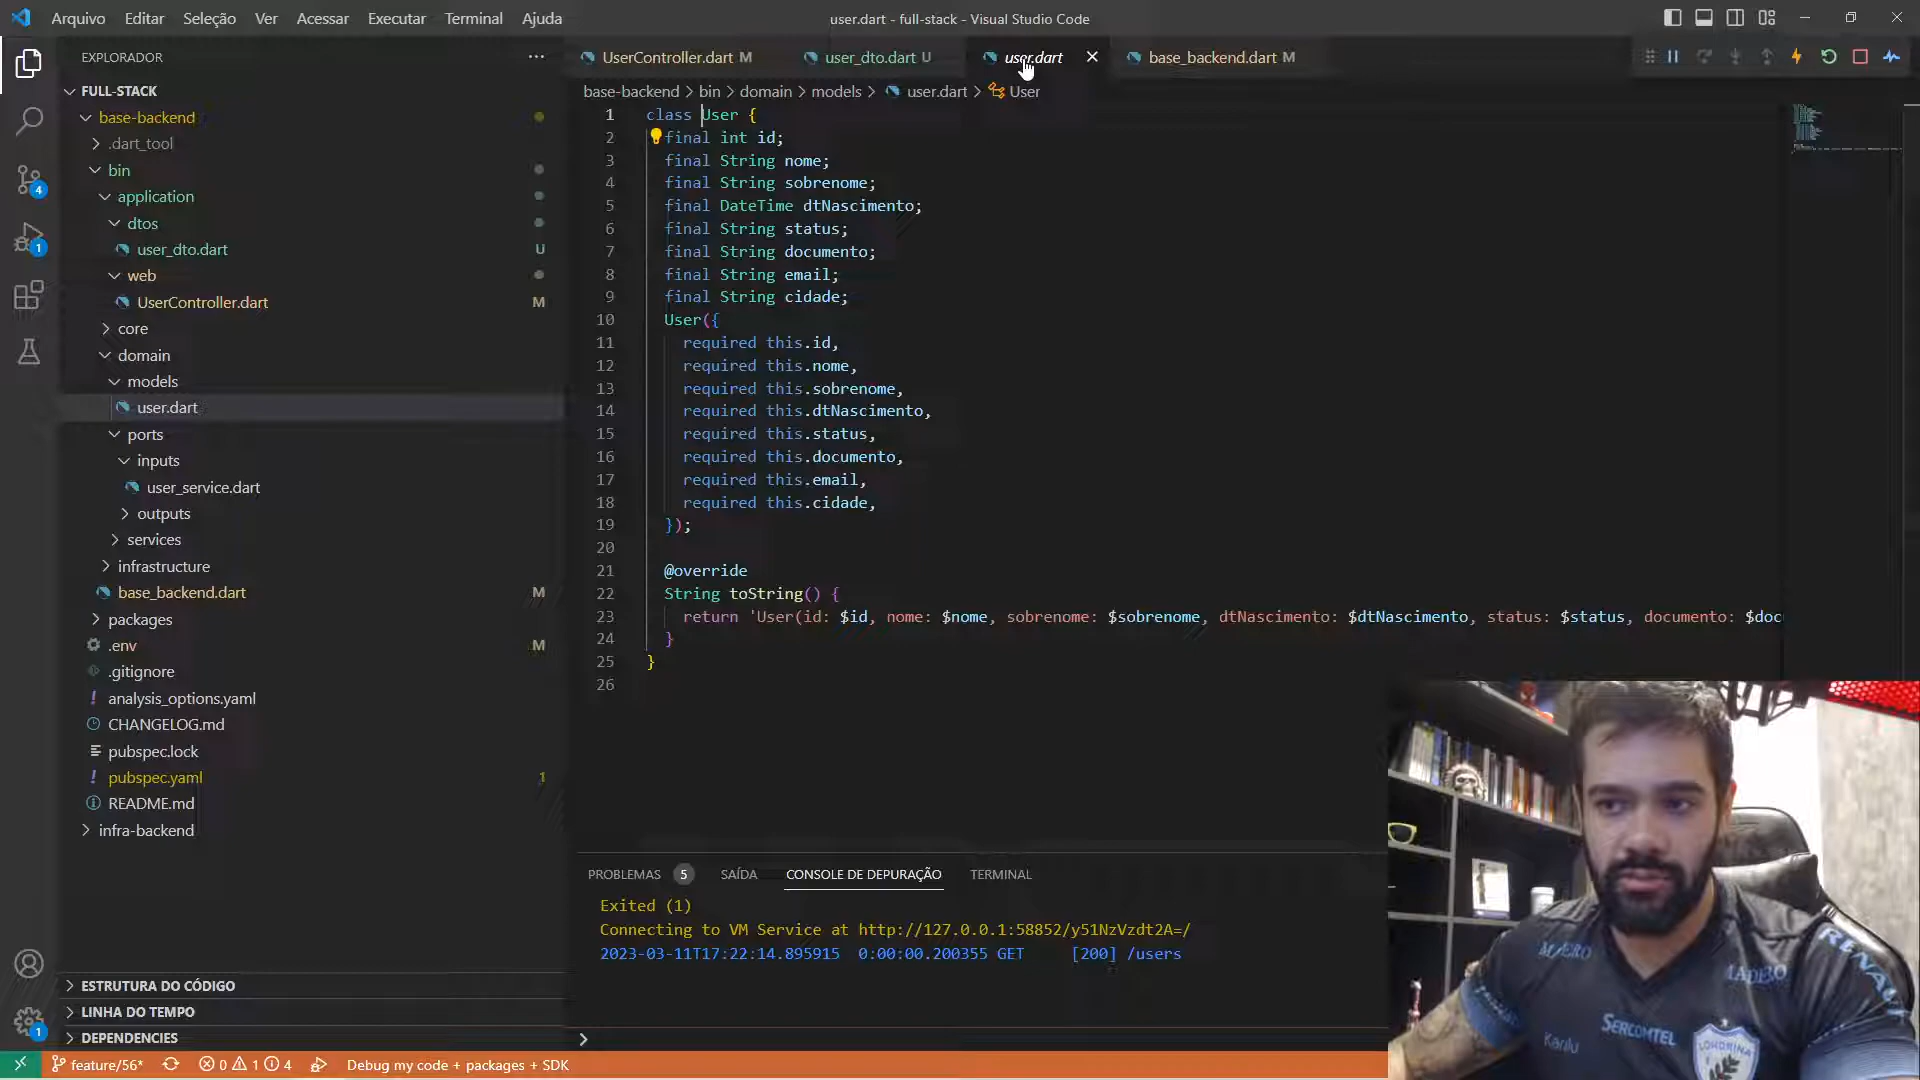 Arquivo Editar Seleção Ver Acessar Executar Terminal Ajuda
user.dart - full-stack - Visual Studio Code
EXPLORADOR
FULL-STACK
base-backend
.dart_tool
bin
application
dtos
user_dto.dart U
web
UserController.dart M
core
domain
models
user.dart
ports
inputs
user_service.dart
outputs
services
infrastructure
base_backend.dart M
packages
.env M
.gitignore
analysis_options.yaml
CHANGELOG.md
pubspec.lock
pubspec.yaml 1
README.md
infra-backend
ESTRUTURA DO CÓDIGO
LINHA DO TEMPO
DEPENDENCIES
4
1
1
UserController.dart M user_dto.dart U user.dart base_backend.dart M
base-backend > bin > domain > models > user.dart > User
1 class User {
2 final int id;
3 final String nome;
4 final String sobrenome;
5 final DateTime dtNascimento;
6 final String status;
7 final String documento;
8 final String email;
9 final String cidade;
10 User({
11 required this.id,
12 required this.nome,
13 required this.sobrenome,
14 required this.dtNascimento,
15 required this.status,
16 required this.documento,
17 required this.email,
18 required this.cidade,
19 });
20
21 @override
22 String toString() {
23 return 'User(id: $id, nome: $nome, sobrenome: $sobrenome, dtNascimento: $dtNascimento, status: $status, documento: $doc
24 }
25 }
26
PROBLEMAS 5 SAÍDA CONSOLE DE DEPURAÇÃO TERMINAL
Exited (1)
Connecting to VM Service at http://127.0.0.1:58852/y51NzVzdt2A=/
2023-03-11T17:22:14.895915 0:00:00.200355 GET [200] /users
>
feature/56* 0 1 4 Debug my code + packages + SDK
MADERO
RENAU
SERCOMTEL
Karilu
LONDRINA